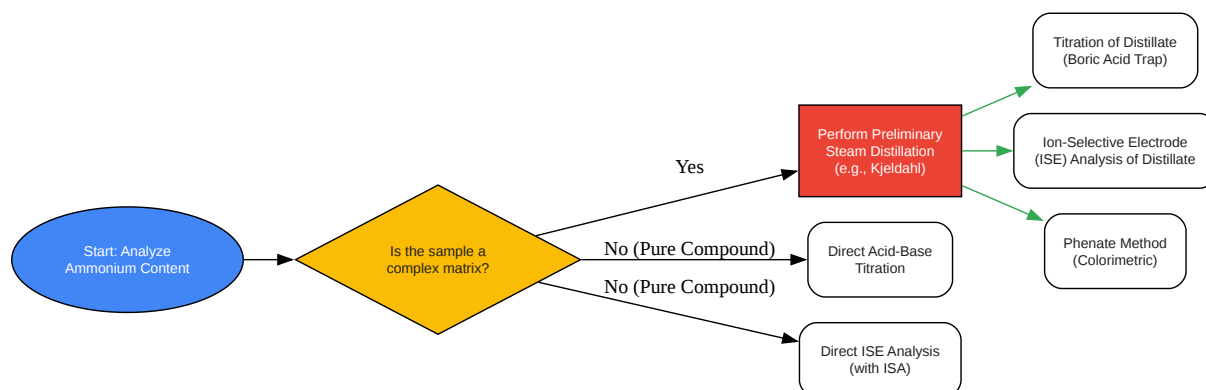 Start: Analyze
Ammonium Content
Is the sample a
complex matrix?
Yes
No (Pure Compound)
No (Pure Compound)
Perform Preliminary
Steam Distillation
(e.g., Kjeldahl)
Direct Acid-Base
Titration
Direct ISE Analysis
(with ISA)
Titration of Distillate
(Boric Acid Trap)
Ion-Selective Electrode
(ISE) Analysis of Distillate
Phenate Method
(Colorimetric)